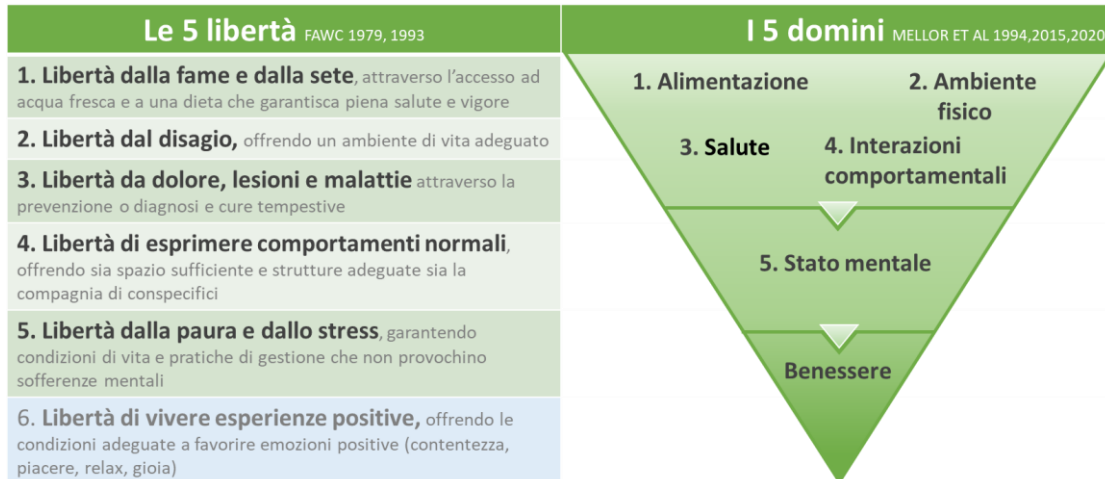 Le 5 libertà FAWC 1979, 1993
1. Libertà dalla fame e dalla sete, attraverso l'accesso ad
acqua fresca e a una dieta che garantisca piena salute e vigore
2. Libertà dal disagio, offrendo un ambiente di vita adeguato
3. Libertà da dolore, lesioni e malattie attraverso la
prevenzione o diagnosi e cure tempestive
4. Libertà di esprimere comportamenti normali,
offrendo sia spazio sufficiente e strutture adeguate sia la
compagnia di conspecifici
5. Libertà dalla paura e dallo stress, garantendo
condizioni di vita e pratiche di gestione che non provochino
sofferenze mentali
6. Libertà di vivere esperienze positive, offrendo le
condizioni adeguate a favorire emozioni positive (contentezza,
piacere, relax, gioia)
I 5 domini MELLOR ET AL 1994,2015,2020
1. Alimentazione
2. Ambiente
fisico
3. Salute
4. Interazioni
comportamentali
5. Stato mentale
Benessere